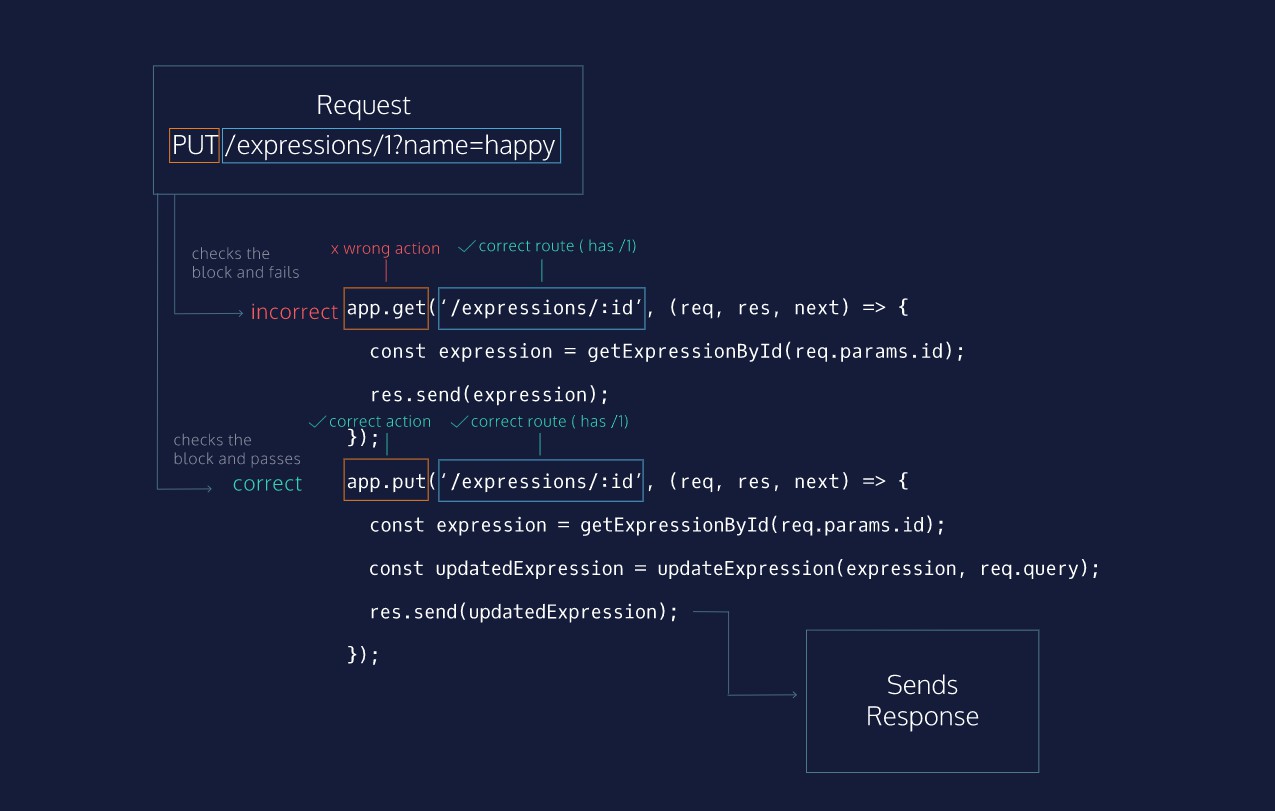 Request
PUT /expressions/1?name=happy
checks the
block and fails
x wrong action
correct route ( has /1)
incorrect
app.get(‘/expressions/:id’, (req, res, next) => {
const expression = getExpressionById(req.params.id);
res.send(expression);
correct action
correct route ( has /1)
});
checks the
block and passes
correct
app.put(‘/expressions/:id’, (req, res, next) => {
const expression = getExpressionById(req.params.id);
const updatedExpression = updateExpression(expression, req.query);
res.send(updatedExpression);
});
Sends
Response